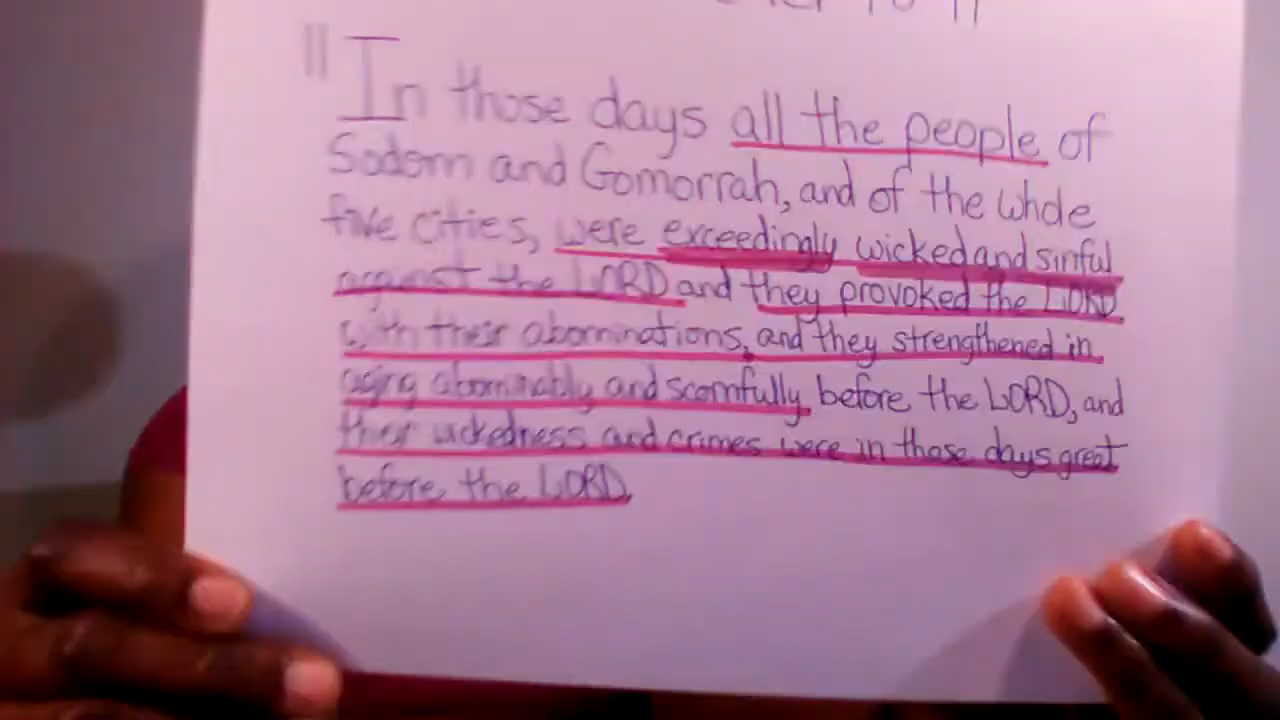 "In those days all the people of
Sodom and Gomorrah, and of the whole
five cities, were exceedingly wicked and sinful
against the LORD and they provoked the LORD
with their abominations, and they strengthened in
aging abominably and scornfully before the LORD, and
their wickedness and crimes were in those days great
before the LORD.